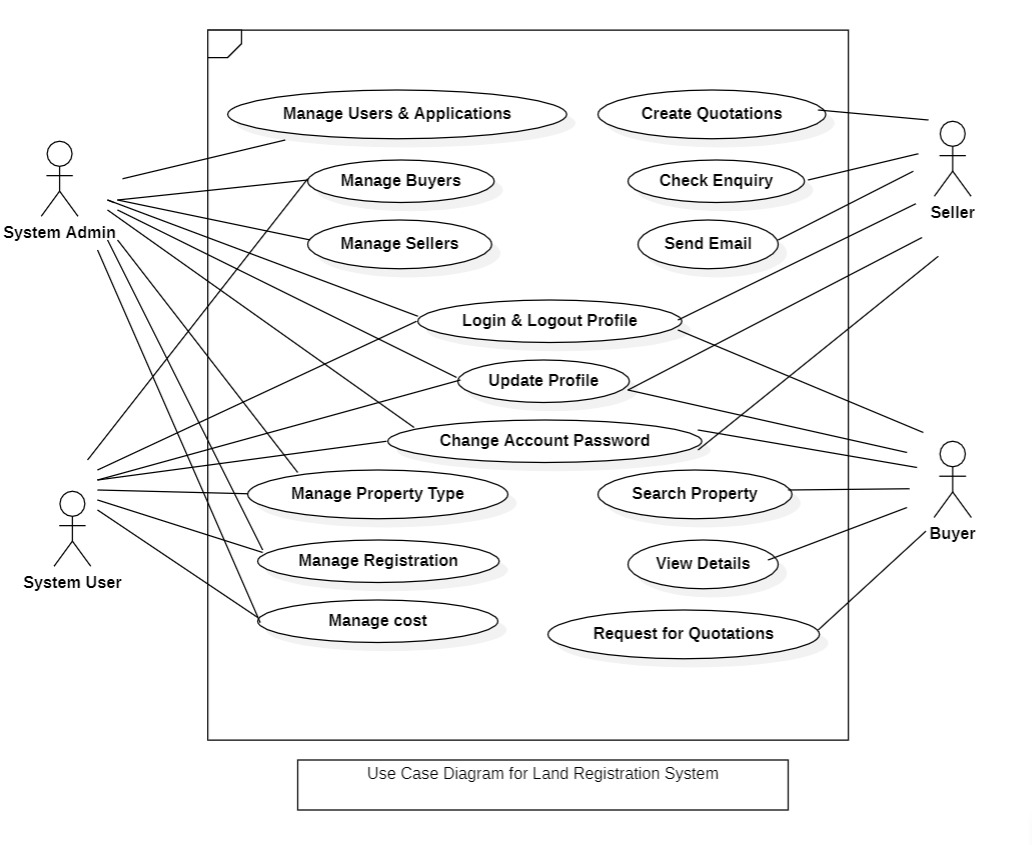 Manage Users & Applications
Create Quotations
Manage Buyers
Check Enquiry
System Admin
Seller
Manage Sellers
Send Email
Login & Logout Profile
Update Profile
Change Account Password
Manage Property Type
Search Property
Buyer
Manage Registration
View Details
System User
Manage cost
Request for Quotations
Use Case Diagram for Land Registration System